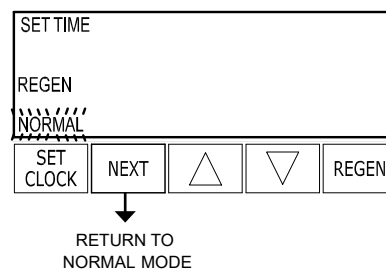 SET TIME
REGEN
NORMAL
SET CLOCK NEXT REGEN
RETURN TO
NORMAL MODE